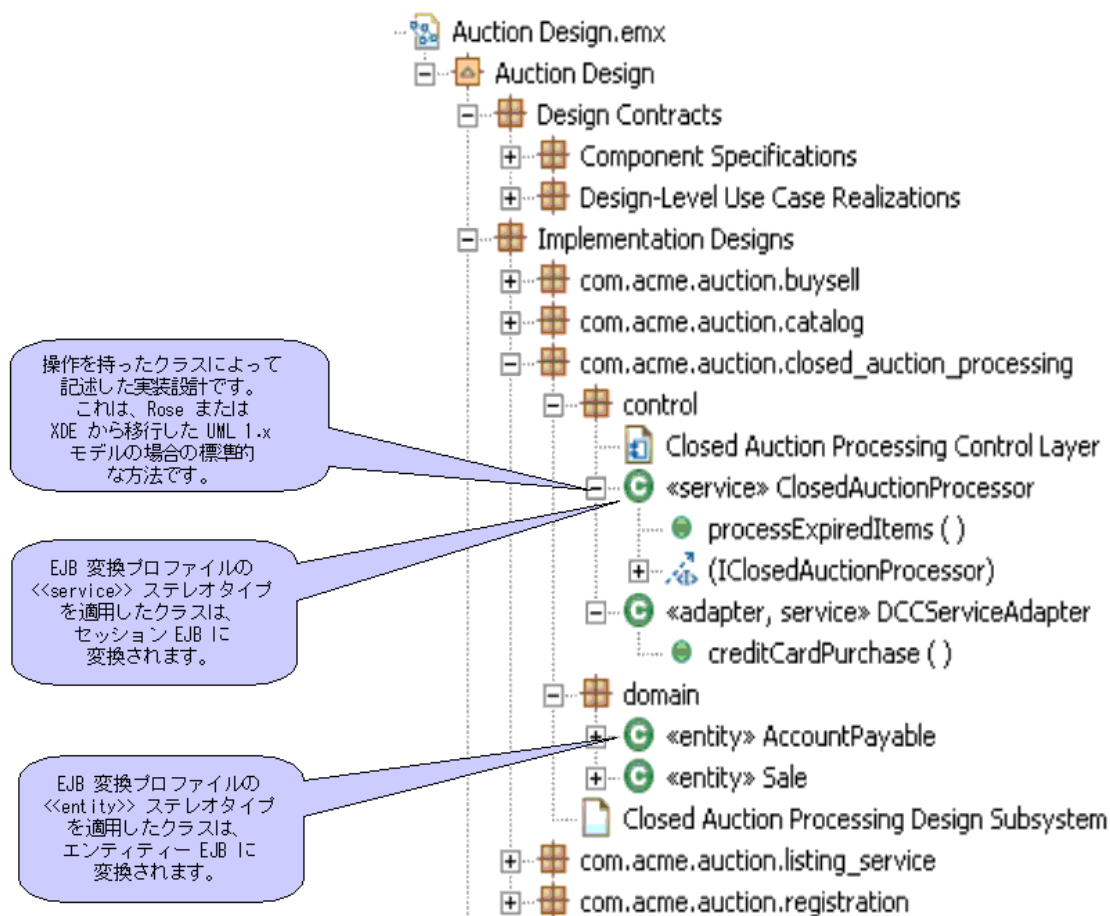 Auction Design.emx
Auction Design
Design Contracts
Component Specifications
Design-Level Use Case Realizations
Implementation Designs
com.acme.auction.buysell
com.acme.auction.catalog
com.acme.auction.closed_auction_processing
control
Closed Auction Processing Control Layer
«service» ClosedAuctionProcessor
processExpiredItems ( )
(IClosedAuctionProcessor)
«adapter, service» DCCServiceAdapter
creditCardPurchase ( )
domain
«entity» AccountPayable
«entity» Sale
Closed Auction Processing Design Subsystem
com.acme.auction.listing_service
com.acme.auction.registration
操作を持ったクラスによって
記述した実装設計です。
これは、Rose または
XDE から移行した UML 1.x
モデルの場合の標準的
な方法です。
EJB 変換プロファイルの
<<service>> ステレオタイプ
を適用したクラスは、
セッション EJB に
変換されます。
EJB 変換プロファイルの
<<entity>> ステレオタイプ
を適用したクラスは、
エンティティー EJB に
変換されます。